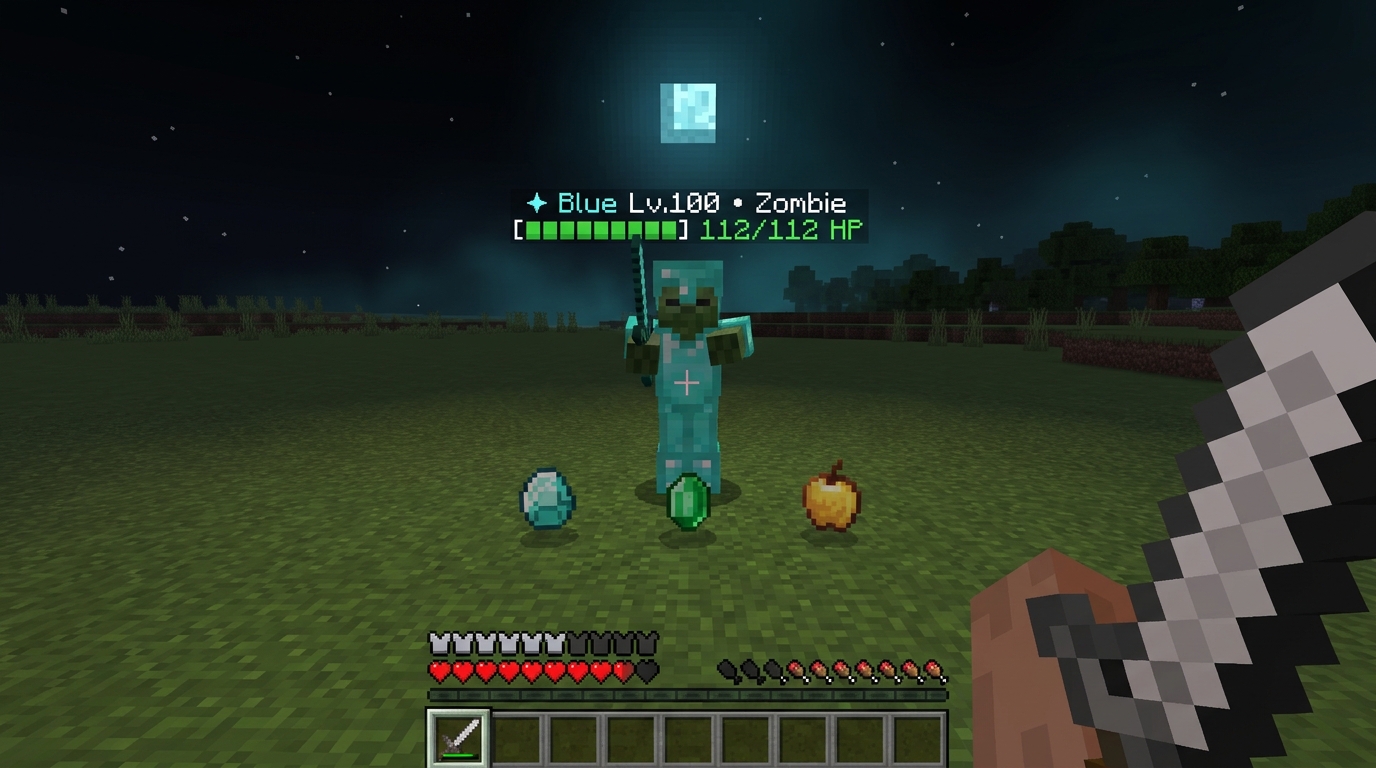 ✦ Blue Lv.100 • Zombie
[██████████] 112/112 HP